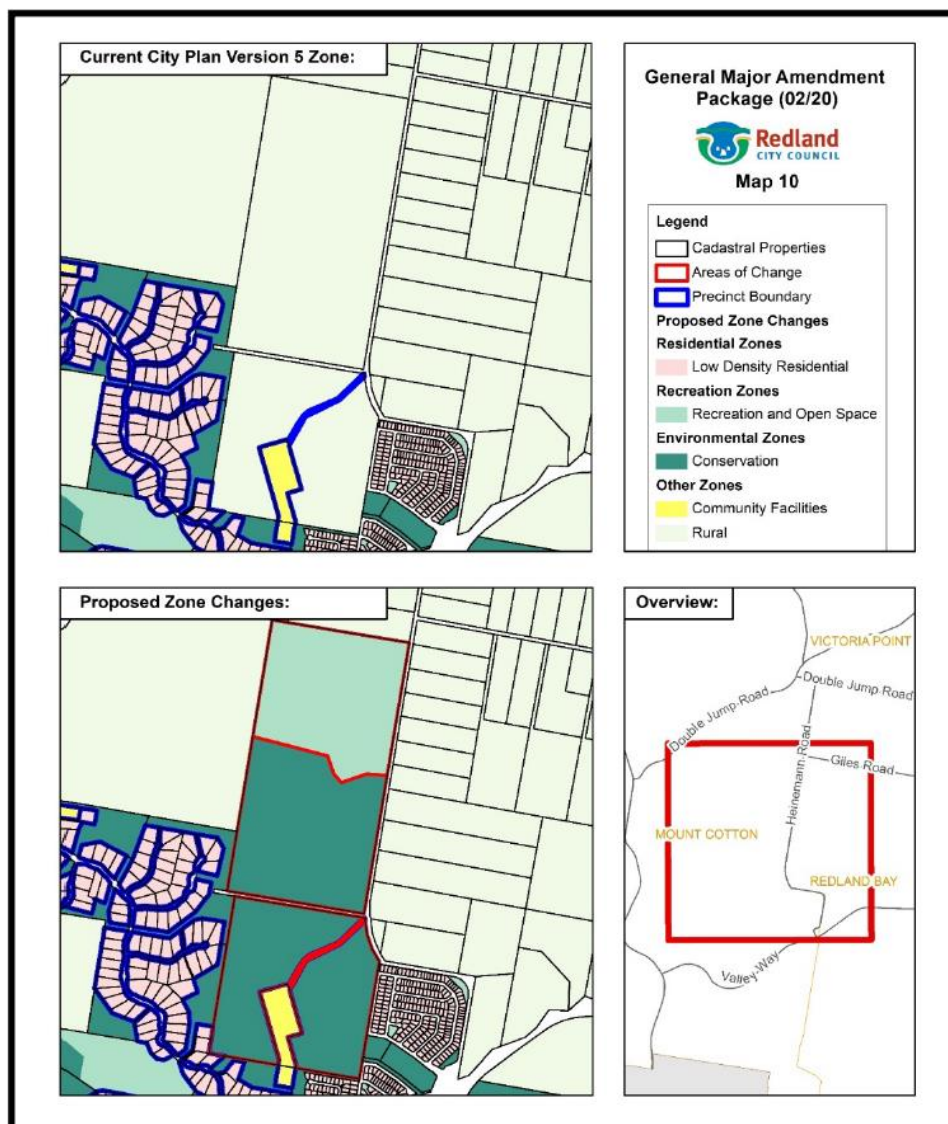 Current City Plan Version 5 Zone:
General Major Amendment
Package (02/20)
Redland
CITY COUNCIL
Map 10
Legend
Cadastral Properties
Areas of Change
Precinct Boundary
Proposed Zone Changes
Residential Zones
Low Density Residential
Recreation Zones
Recreation and Open Space
Environmental Zones
Conservation
Other Zones
Community Facilities
Rural
Proposed Zone Changes:
Overview:
VICTORIA POINT
Double Jump Road
Double Jump Road
Heinemann Road
Giles Road
MOUNT COTTON
REDLAND BAY
Valley Way